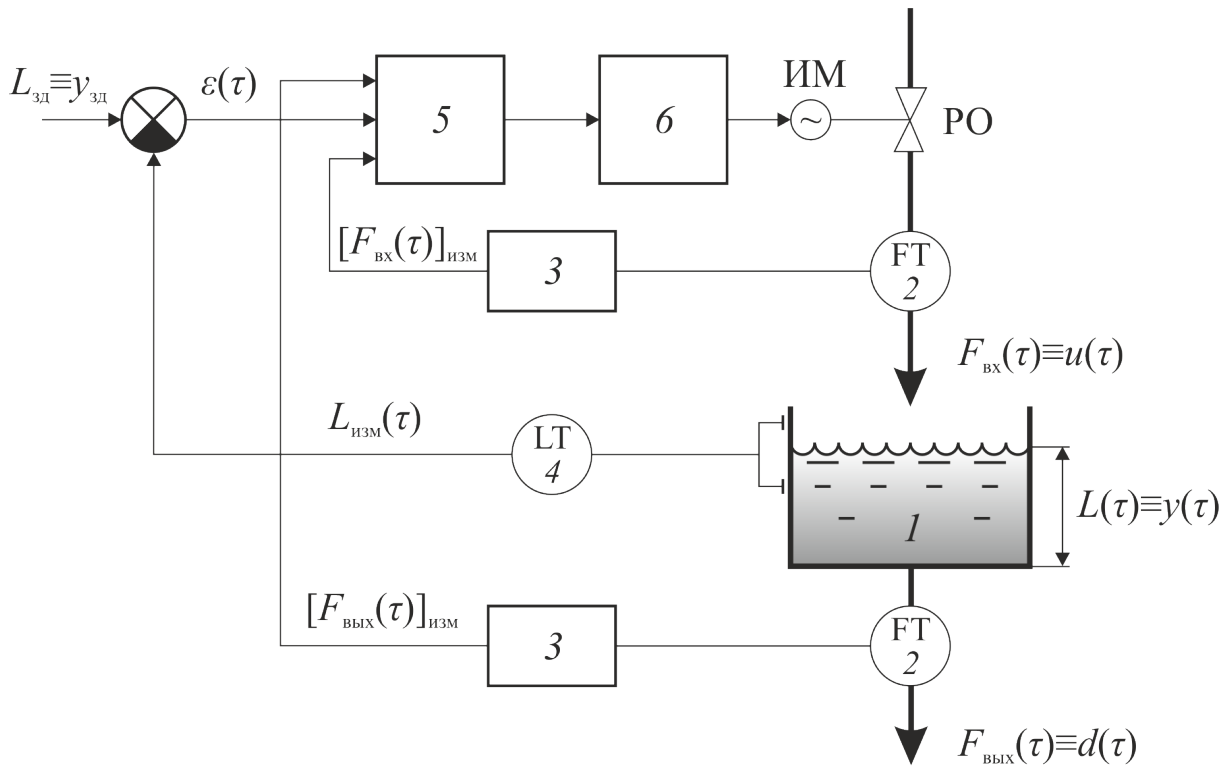 ИМ
L_зд≡y_зд
ε(τ)
5
6
~
РО
[F_вх(τ)]_изм
3
FT
2
F_вх(τ)≡u(τ)
L_изм(τ)
LT
4
L(τ)≡y(τ)
1
[F_вых(τ)]_изм
3
FT
2
F_вых(τ)≡d(τ)